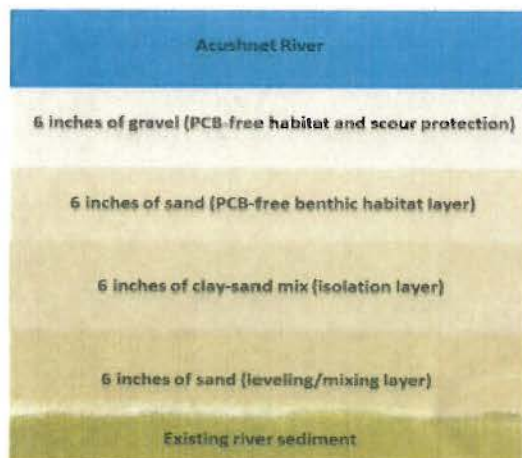 Acushnet River
6 inches of gravel (PCB-free habitat and scour protection)
6 inches of sand (PCB-free benthic habitat layer)
6 inches of clay-sand mix (isolation layer)
6 inches of sand (leveling/mixing layer)
Existing river sediment